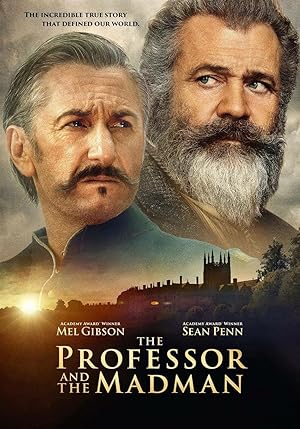 THE INCREDIBLE TRUE STORY
THAT DEFINED OUR WORLD.
ACADEMY AWARD® WINNER
MEL GIBSON
ACADEMY AWARD® WINNER
SEAN PENN
THE
PROFESSOR
AND
THE MADMAN